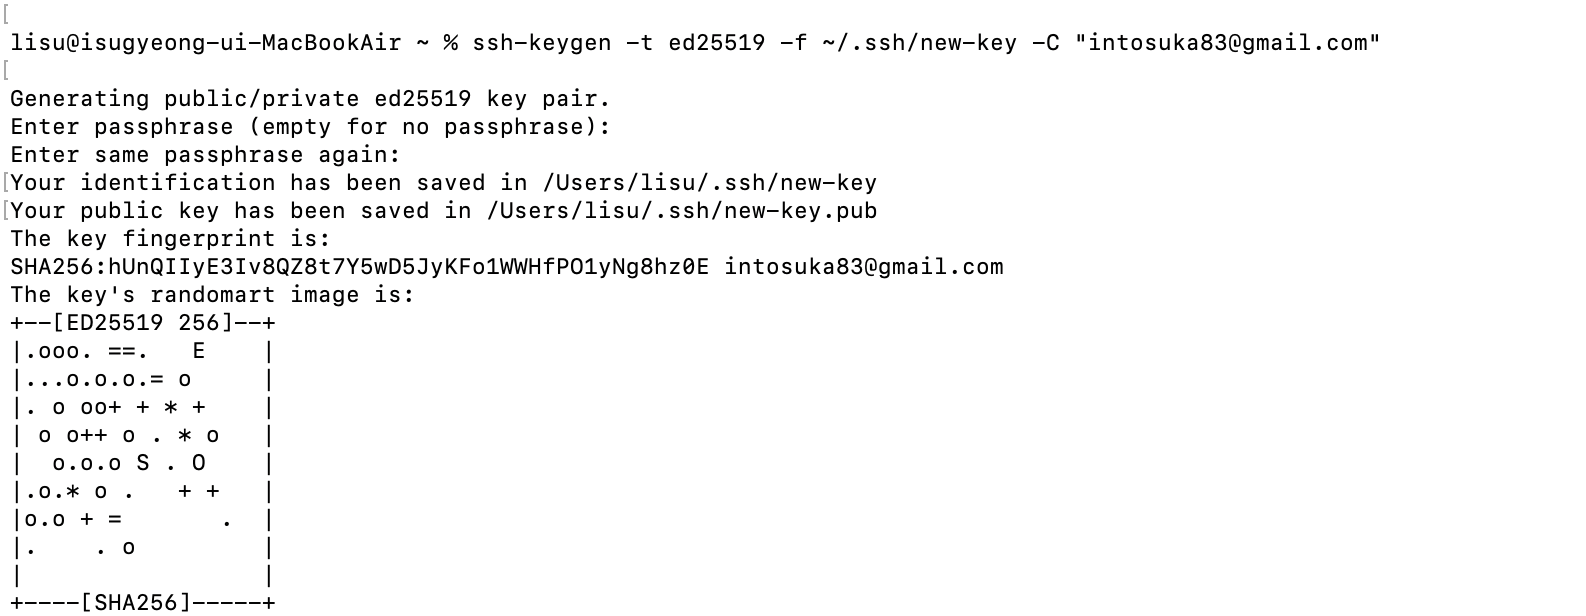 [
lisu@isugyeong-ui-MacBookAir ~ % ssh-keygen -t ed25519 -f ~/.ssh/new-key -C "intosuka83@gmail.com"
[
Generating public/private ed25519 key pair.
Enter passphrase (empty for no passphrase):
Enter same passphrase again:
[Your identification has been saved in /Users/lisu/.ssh/new-key
[Your public key has been saved in /Users/lisu/.ssh/new-key.pub
The key fingerprint is:
SHA256:hUnQIIyE3Iv8QZ8t7Y5wD5JyKFo1WWHfPO1yNg8hz0E intosuka83@gmail.com
The key's randomart image is:
+--[ED25519 256]--+
|.ooo. ==.   E    |
|...o.o.o.= o     |
|. o oo+ + * +    |
| o o++ o . * o   |
|  o.o.o S . O    |
|.o.* o .   + +   |
|o.o + =       .  |
|.    . o         |
|                 |
+----[SHA256]-----+